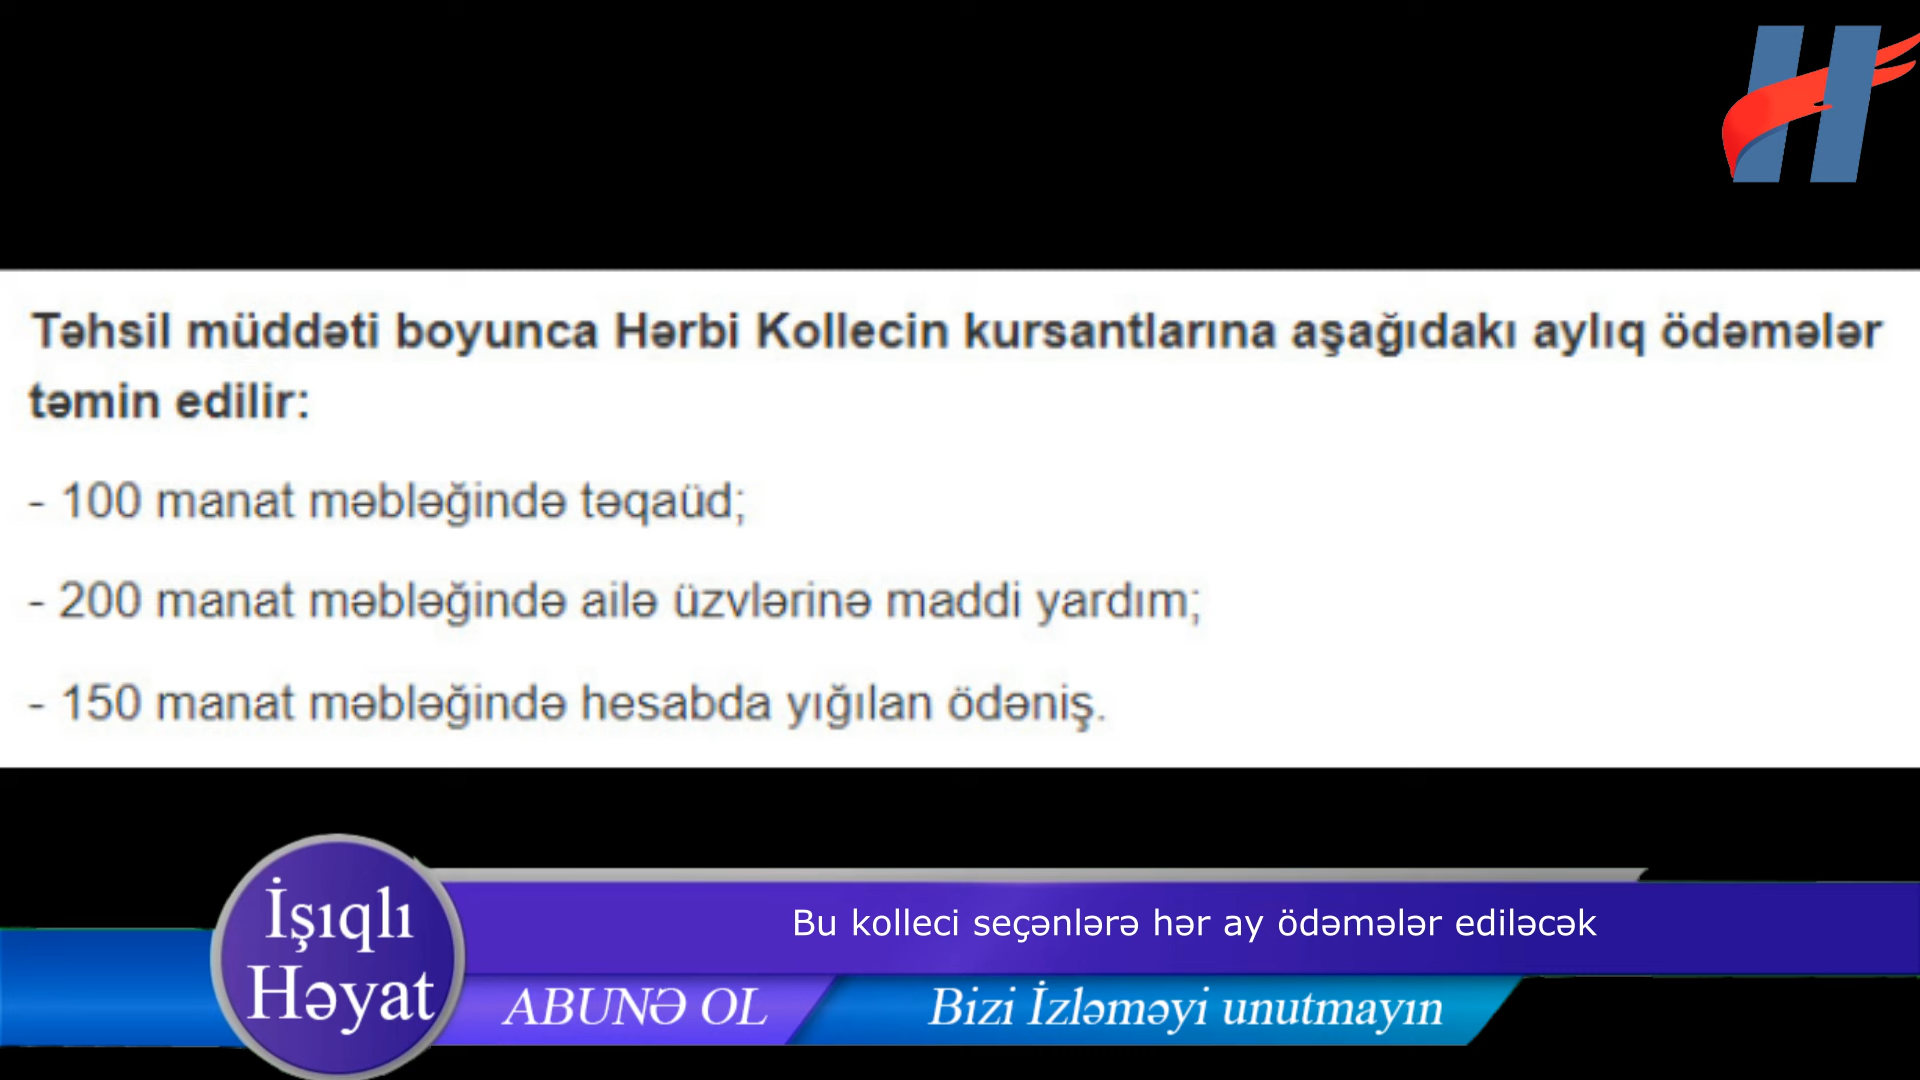 Təhsil müddəti boyunca Hərbi Kollecin kursantlarına aşağıdakı aylıq ödəmələr
təmin edilir:
- 100 manat məbləğində təqaüd;
- 200 manat məbləğində ailə üzvlərinə maddi yardım;
- 150 manat məbləğində hesabda yığılan ödəniş.
İşıqlı
Həyat
Bu kolleci seçənlərə hər ay ödəmələr ediləcək
ABUNƏ OL
Bizi İzləməyi unutmayın